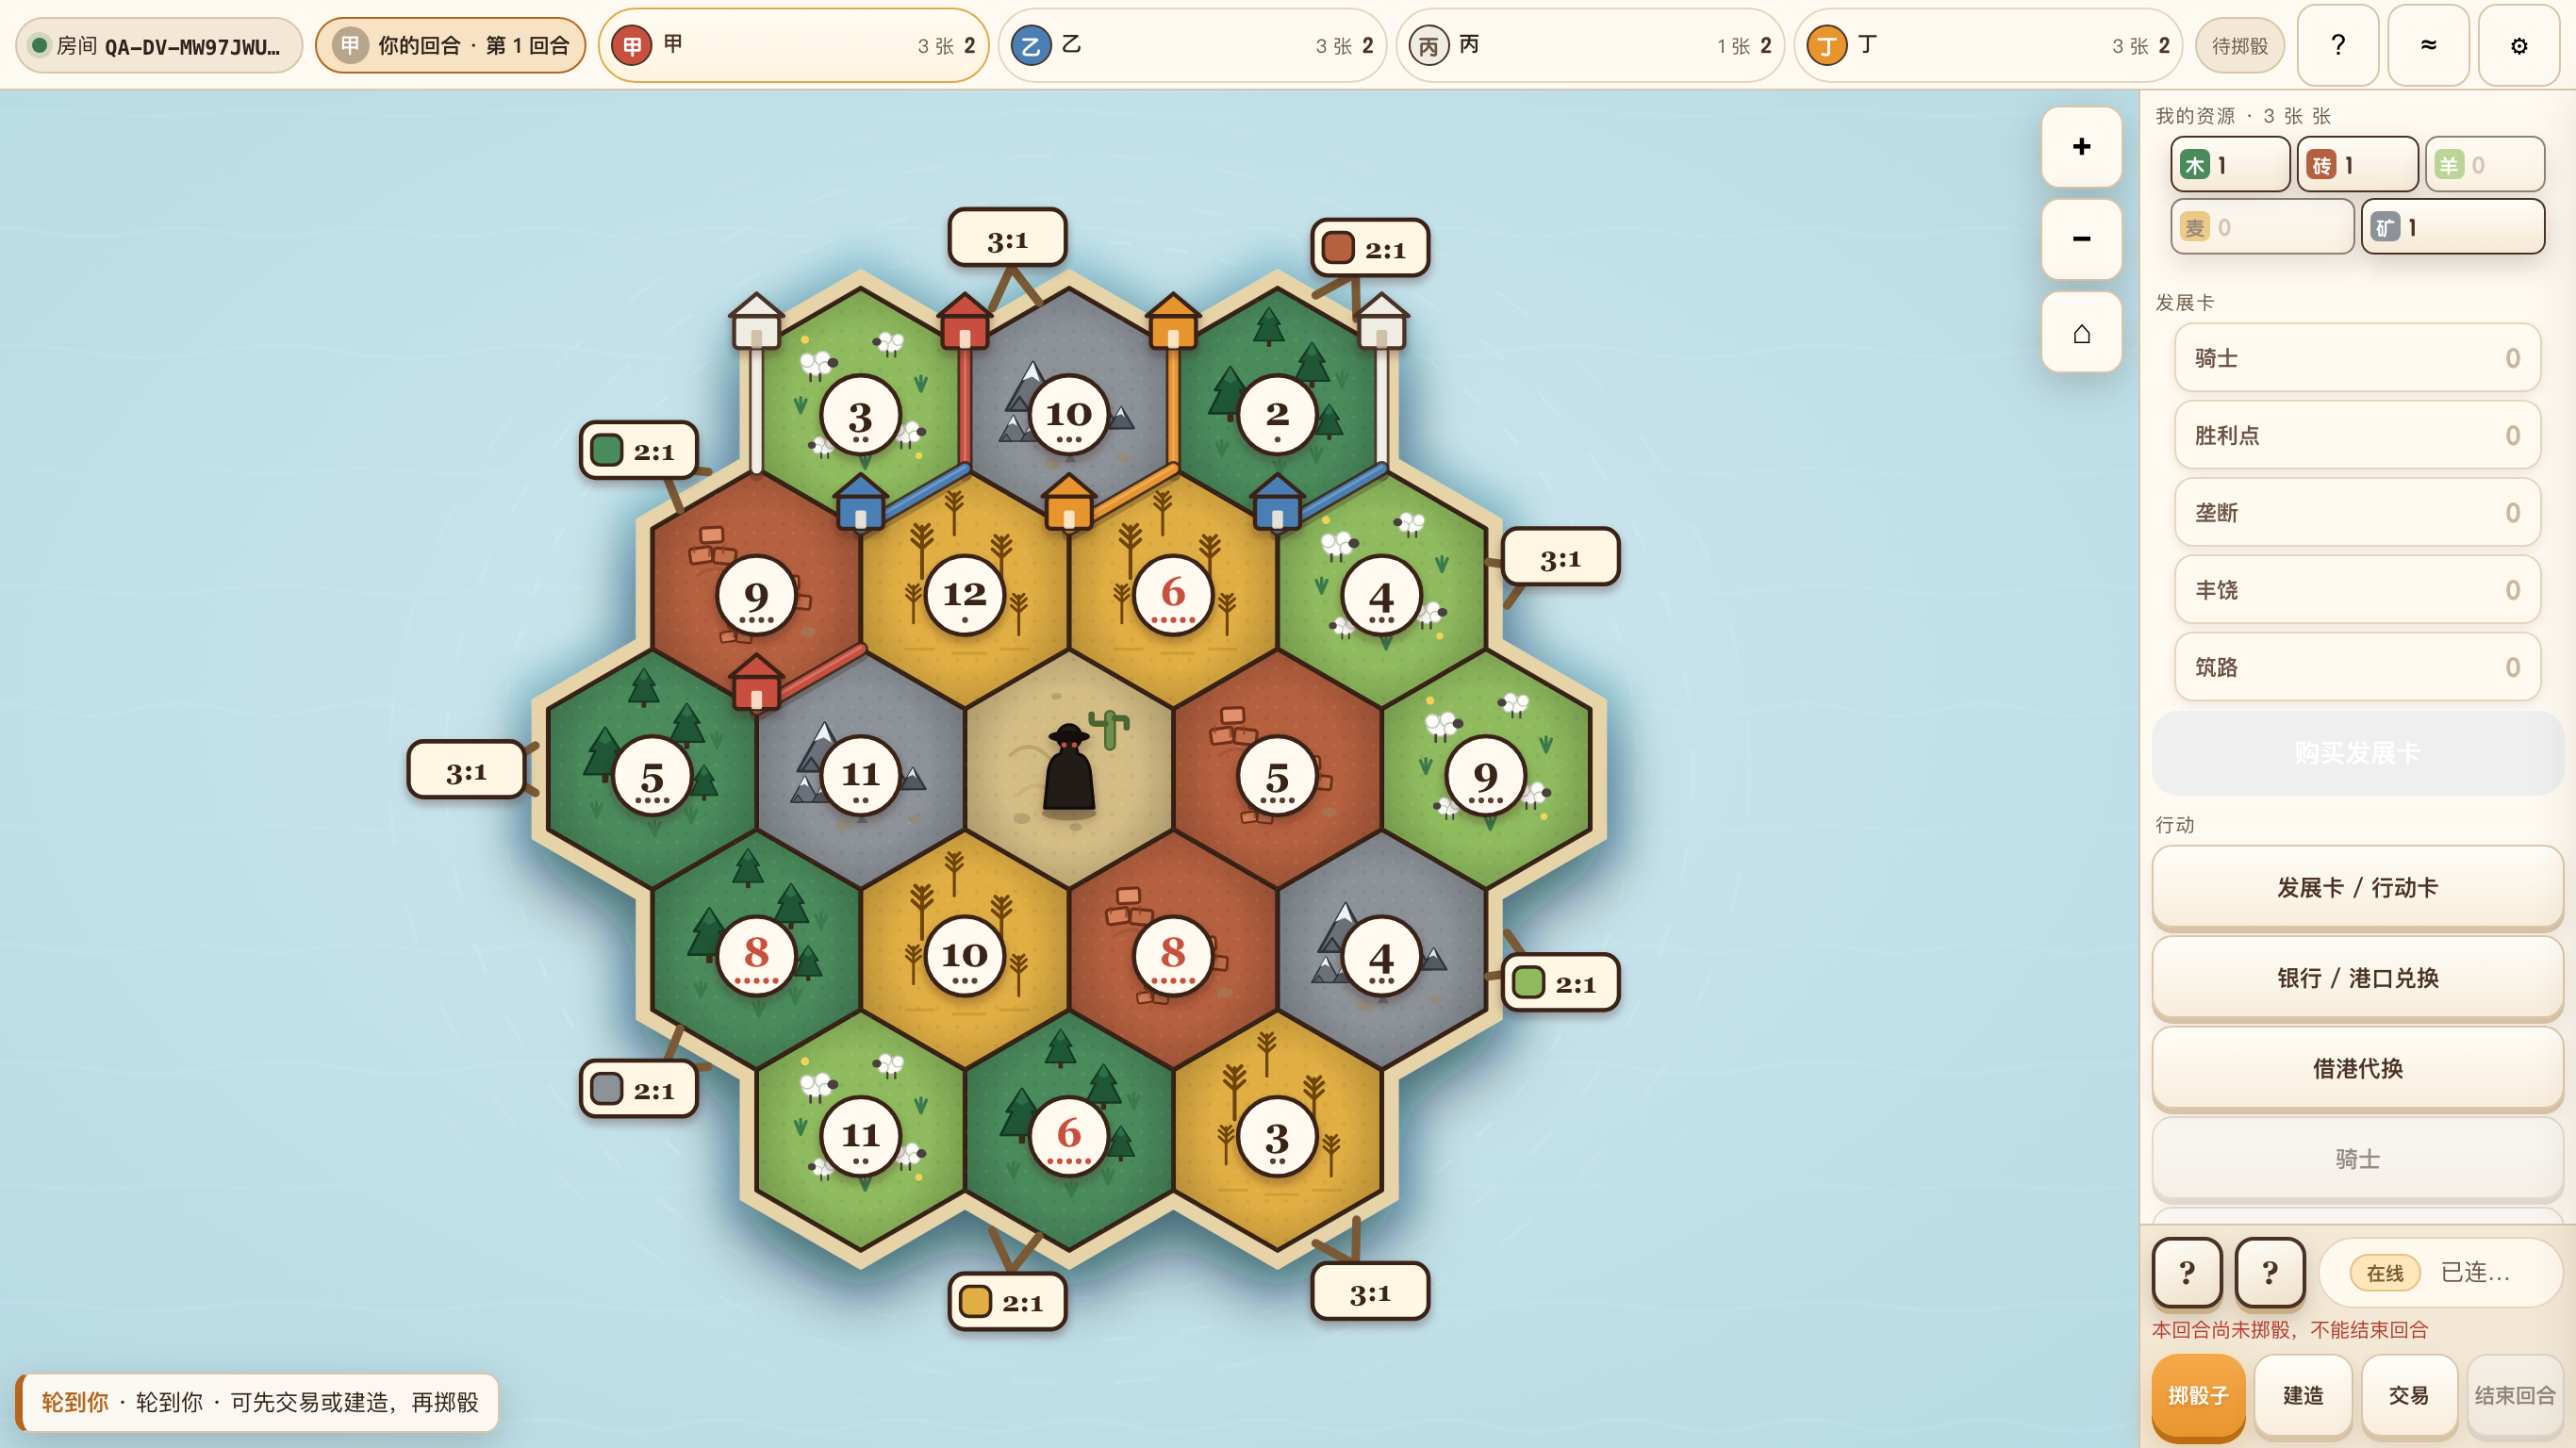 房间 QA-DV-MW97JWU...
甲 你的回合 · 第 1 回合
甲 甲 3 张 2
乙 乙 3 张 2
丙 丙 1 张 2
丁 丁 3 张 2
待掷骰
?
≈
+
−
我的资源 · 3 张 张
木 1
砖 1
羊 0
麦 0
矿 1
发展卡
骑士 0
胜利点 0
垄断 0
丰饶 0
筑路 0
购买发展卡
行动
发展卡 / 行动卡
银行 / 港口兑换
借港代换
骑士
? ? 在线 已连...
本回合尚未掷骰，不能结束回合
掷骰子 建造 交易 结束回合
3:1
2:1
3 10 2
2:1
3:1
9 12 6 4
3:1
5 11 5 9
8 10 8 4
2:1
2:1
11 6 3
2:1
3:1
轮到你 · 轮到你 · 可先交易或建造，再掷骰